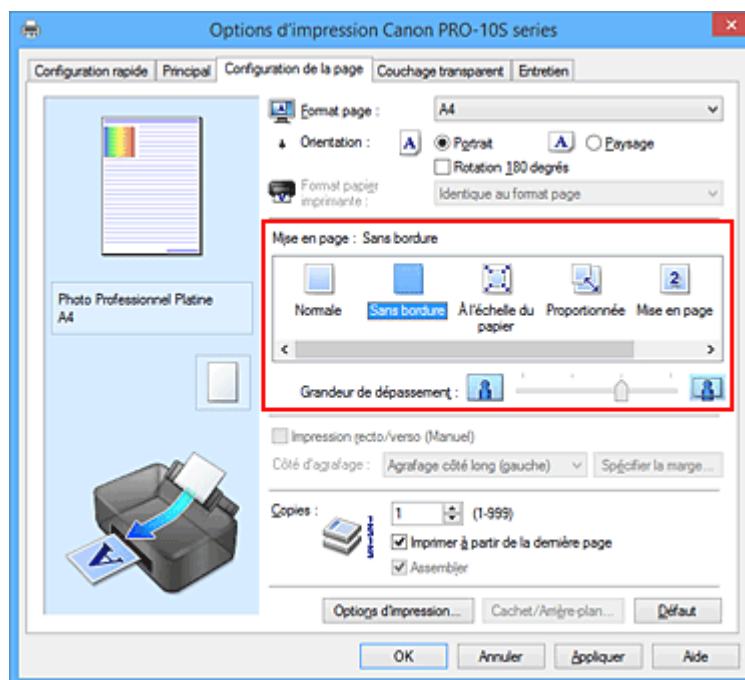 Options d'impression Canon PRO-10S series
Configuration rapide Principal Configuration de la page Couchage transparent Entretien
Format page : A4
Orientation : A Portrait A Paysage
Rotation 180 degrés
Format papier imprimante : Identique au format page
Mise en page : Sans bordure
Normale Sans bordure À l'échelle du papier Proportionnée 2 Mise en page
Photo Professionnel Platine
A4
Grandeur de dépassement :
Impression recto/verso (Manuel)
Côté d'agrafage : Agrafage côté long (gauche) Spécifier la marge...
Copies : 1 (1-999)
Imprimer à partir de la dernière page
Assembler
A
Options d'impression... Cachet/Arrière-plan... Défaut
OK Annuler Appliquer Aide